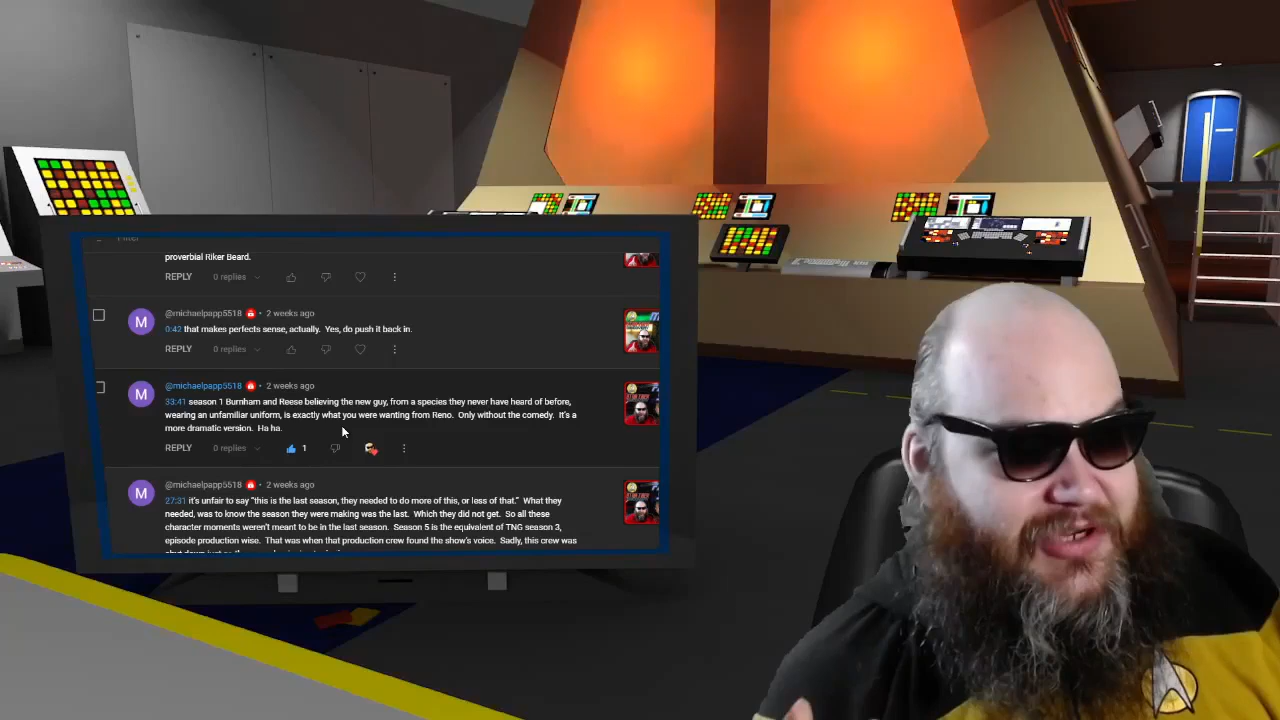 Filter
proverbial Riker Beard.
REPLY 0 replies
@michaelpapp5518 • 2 weeks ago
M
0:42 that makes perfects sense, actually. Yes, do push it back in.
REPLY 0 replies
@michaelpapp5518 • 2 weeks ago
M
33:41 season 1 Burnham and Reese believing the new guy, from a species they never have heard of before,
wearing an unfamiliar uniform, is exactly what you were wanting from Reno. Only without the comedy. It's a
more dramatic version. Ha ha.
REPLY 0 replies 1
@michaelpapp5518 • 2 weeks ago
M
27:31 it's unfair to say “this is the last season, they needed to do more of this, or less of that.” What they
needed, was to know the season they were making was the last. Which they did not get. So all these
character moments weren't meant to be in the last season. Season 5 is the equivalent of TNG season 3,
episode production wise. That was when that production crew found the show's voice. Sadly, this crew was